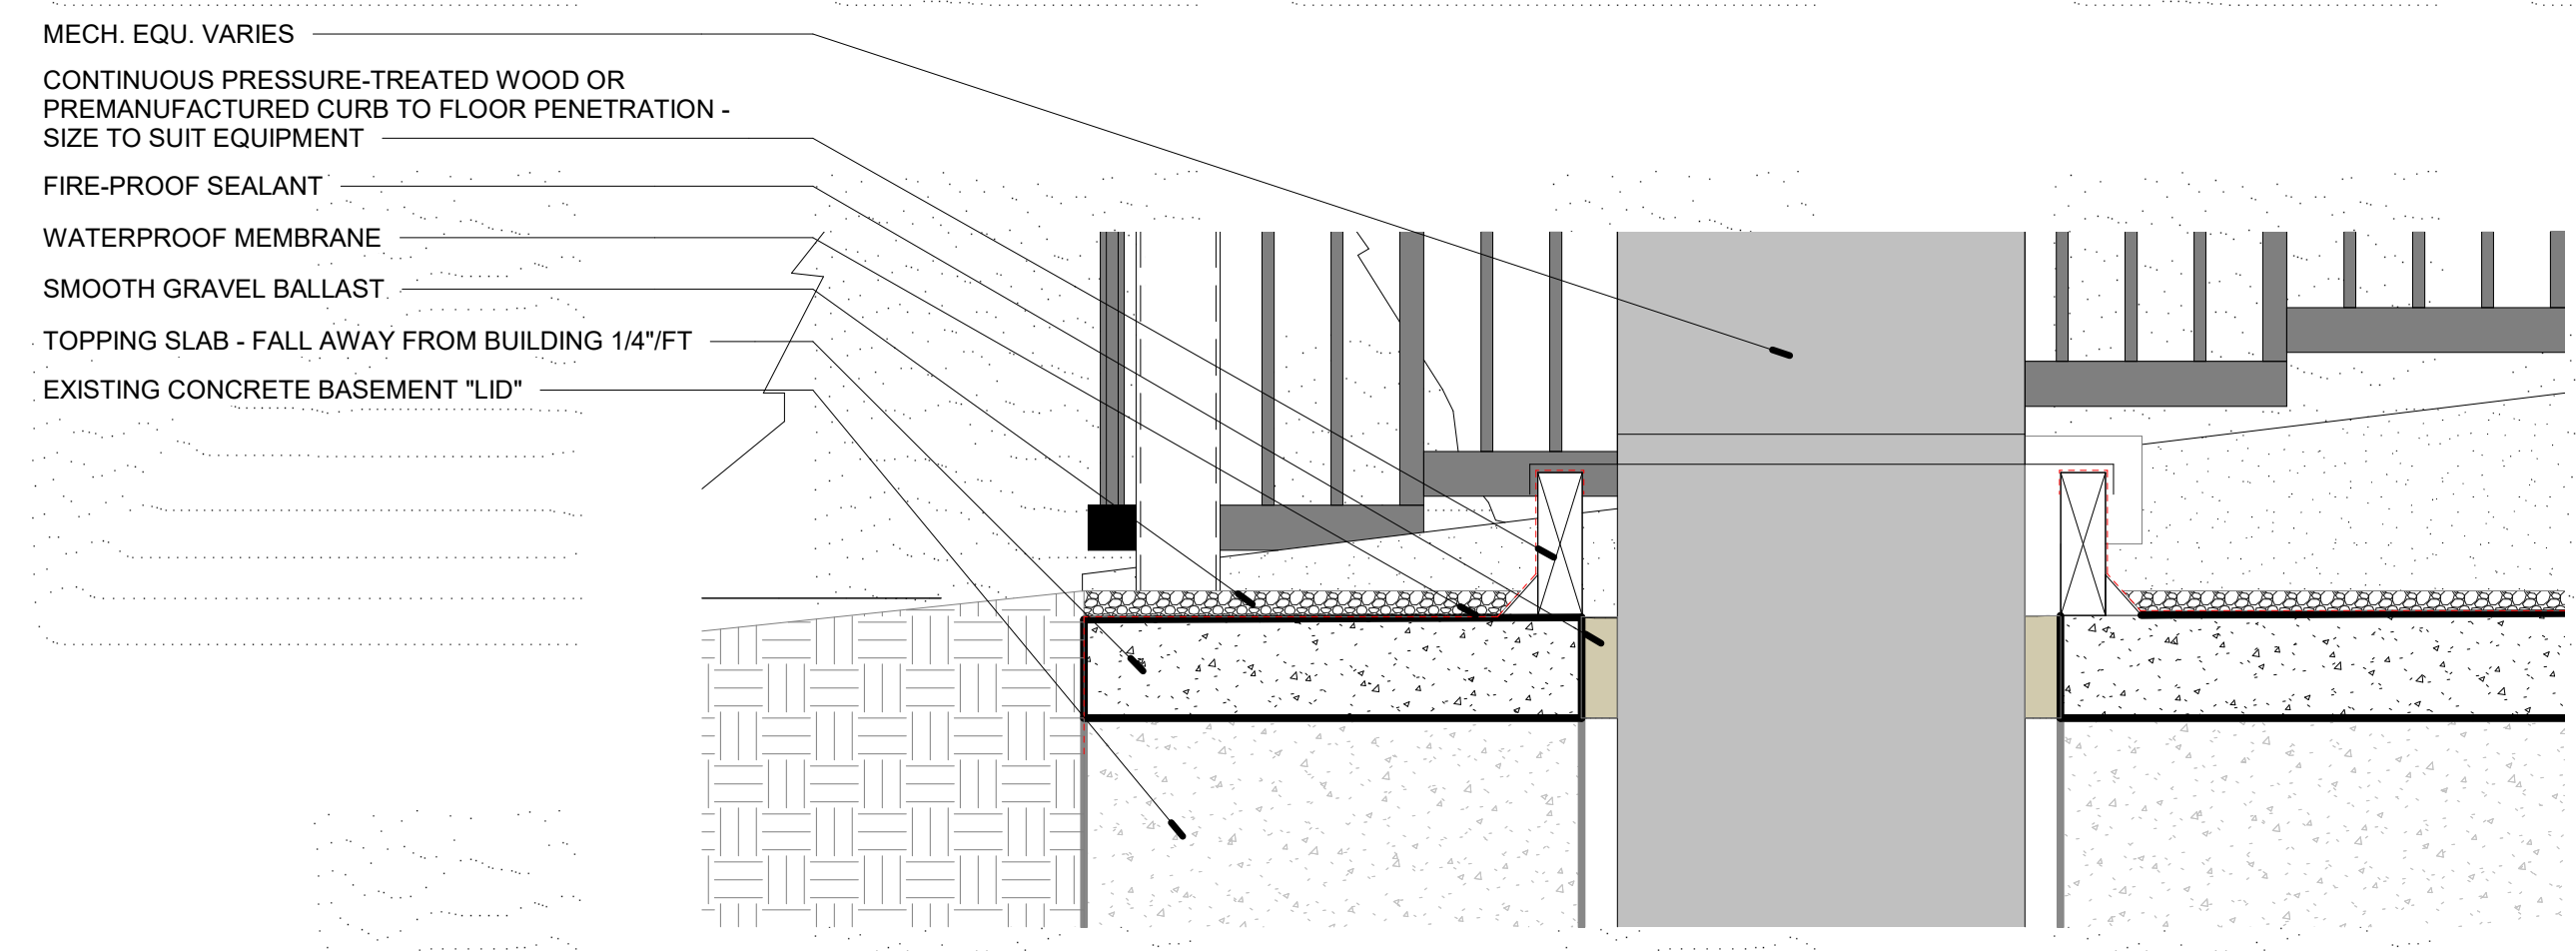 MECH. EQU. VARIES
CONTINUOUS PRESSURE-TREATED WOOD OR
PREMANUFACTURED CURB TO FLOOR PENETRATION -
SIZE TO SUIT EQUIPMENT
FIRE-PROOF SEALANT
WATERPROOF MEMBRANE
SMOOTH GRAVEL BALLAST
TOPPING SLAB - FALL AWAY FROM BUILDING 1/4"/FT
EXISTING CONCRETE BASEMENT "LID"